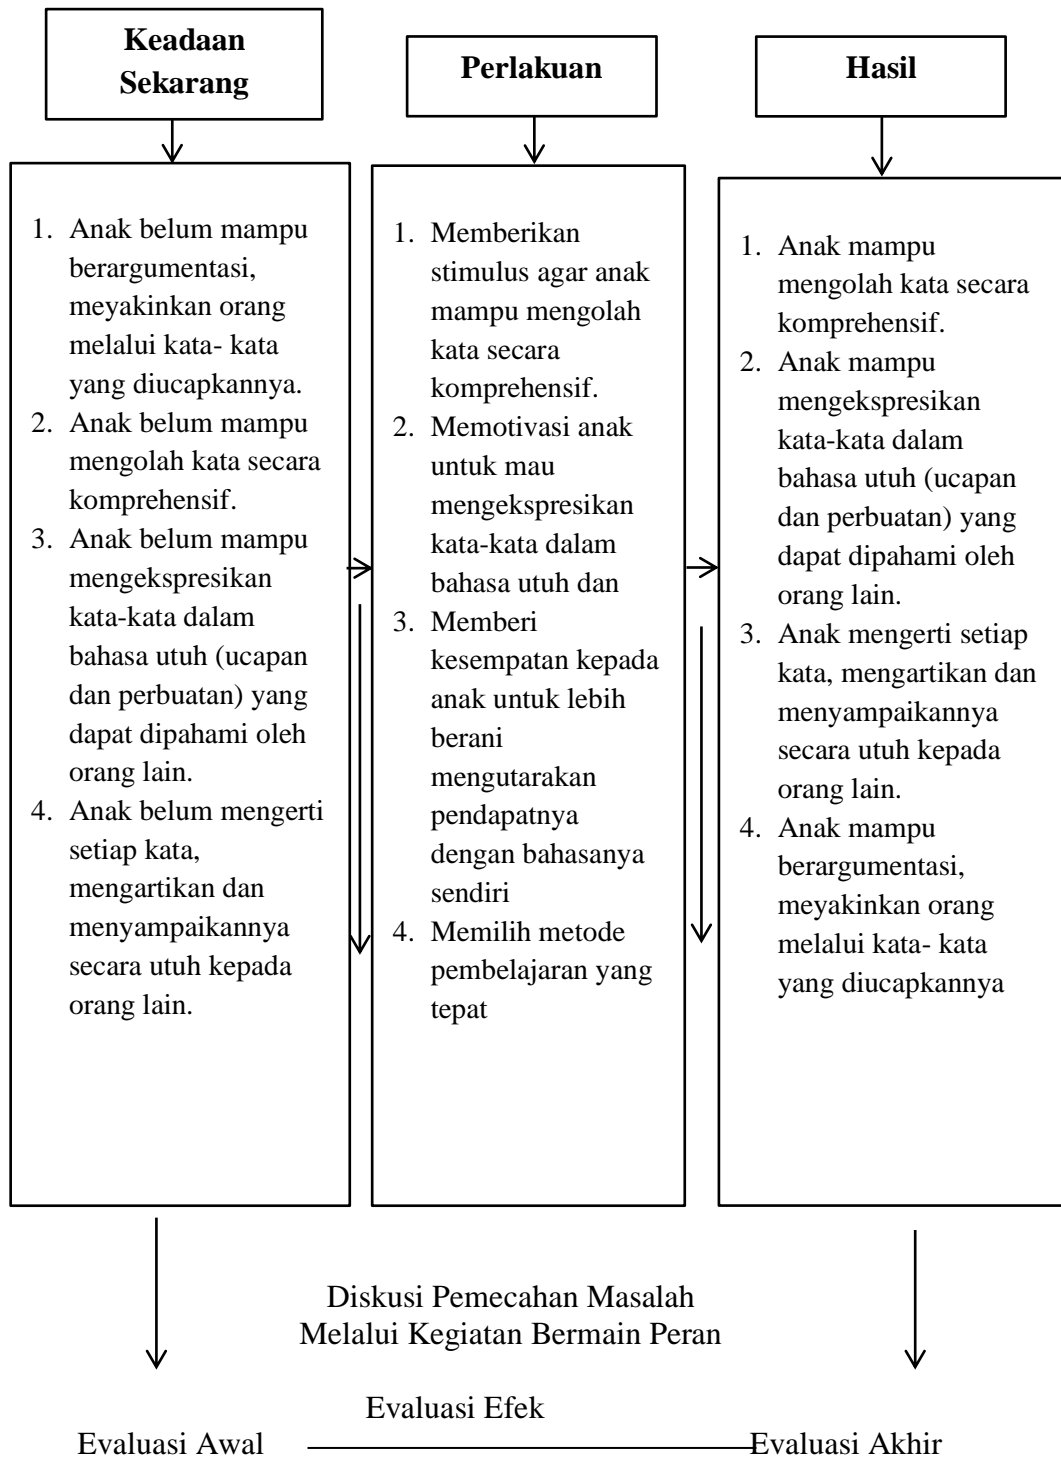 Keadaan
Sekarang
Perlakuan
Hasil
1. Anak belum mampu
berargumentasi,
meyakinkan orang
melalui kata- kata
yang diucapkannya.
2. Anak belum mampu
mengolah kata secara
komprehensif.
3. Anak belum mampu
mengekspresikan
kata-kata dalam
bahasa utuh (ucapan
dan perbuatan) yang
dapat dipahami oleh
orang lain.
4. Anak belum mengerti
setiap kata,
mengartikan dan
menyampaikannya
secara utuh kepada
orang lain.
1. Memberikan
stimulus agar anak
mampu mengolah
kata secara
komprehensif.
2. Memotivasi anak
untuk mau
mengekspresikan
kata-kata dalam
bahasa utuh dan
3. Memberi
kesempatan kepada
anak untuk lebih
berani
mengutarakan
pendapatnya
dengan bahasanya
sendiri
4. Memilih metode
pembelajaran yang
tepat
1. Anak mampu
mengolah kata secara
komprehensif.
2. Anak mampu
mengekspresikan
kata-kata dalam
bahasa utuh (ucapan
dan perbuatan) yang
dapat dipahami oleh
orang lain.
3. Anak mengerti setiap
kata, mengartikan dan
menyampaikannya
secara utuh kepada
orang lain.
4. Anak mampu
berargumentasi,
meyakinkan orang
melalui kata- kata
yang diucapkannya
Diskusi Pemecahan Masalah
Melalui Kegiatan Bermain Peran
Evaluasi Efek
Evaluasi Awal
Evaluasi Akhir